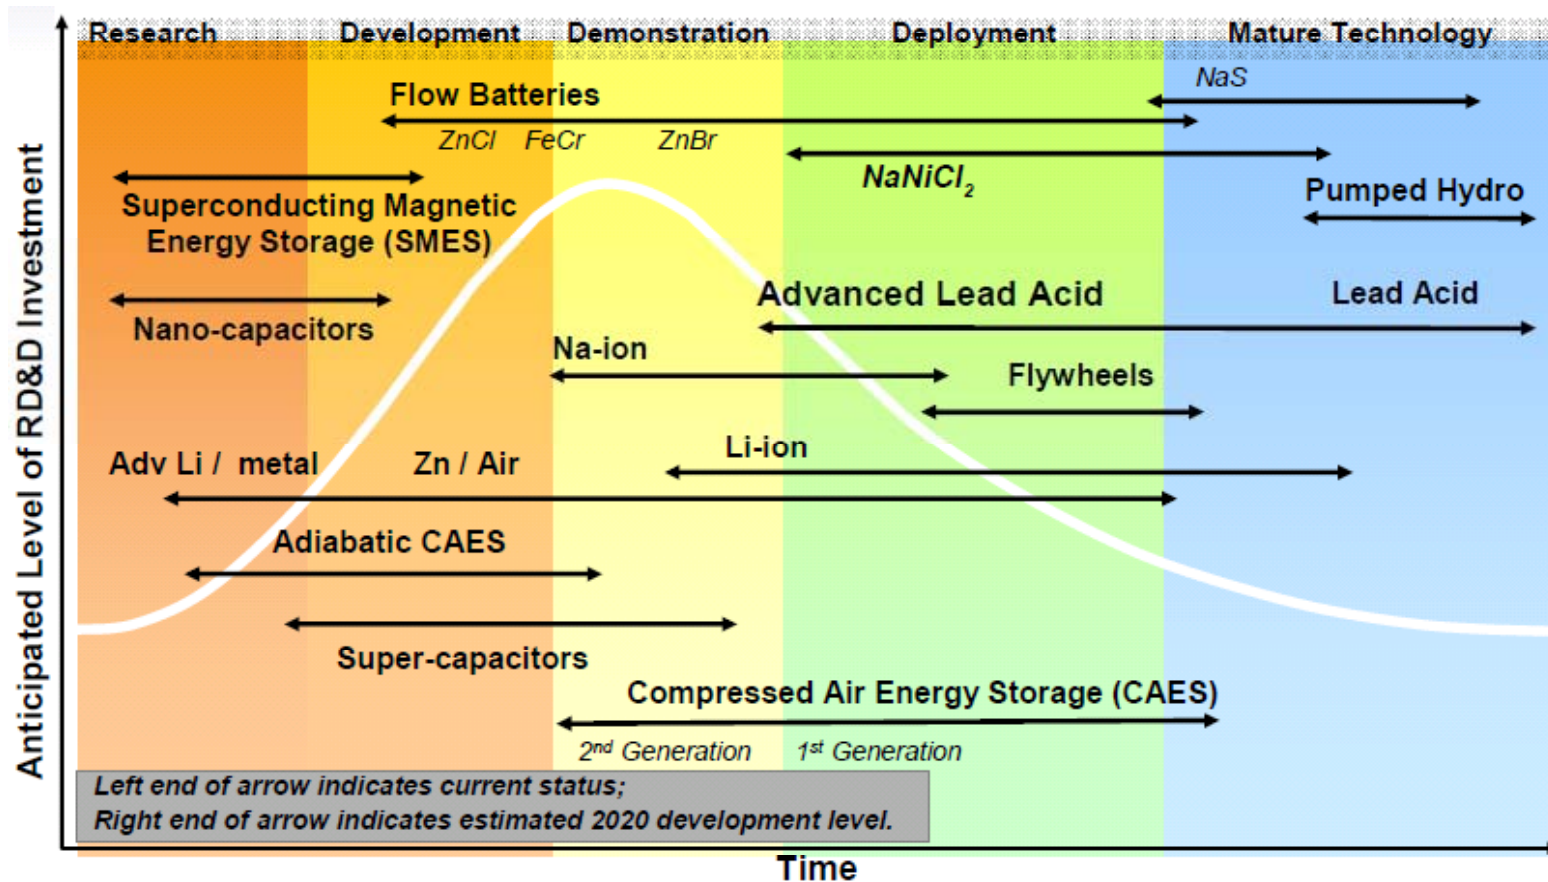 Research Development Demonstration Deployment Mature Technology
NaS
Flow Batteries
ZnCl FeCr ZnBr
NaNiCl₂
Pumped Hydro
Superconducting Magnetic
Energy Storage (SMES)
Advanced Lead Acid Lead Acid
Nano-capacitors
Na-ion
Flywheels
Li-ion
Adv Li / metal Zn / Air
Adiabatic CAES
Super-capacitors
Compressed Air Energy Storage (CAES)
2nd Generation 1st Generation
Left end of arrow indicates current status;
Right end of arrow indicates estimated 2020 development level.
Time
Anticipated Level of RD&D Investment